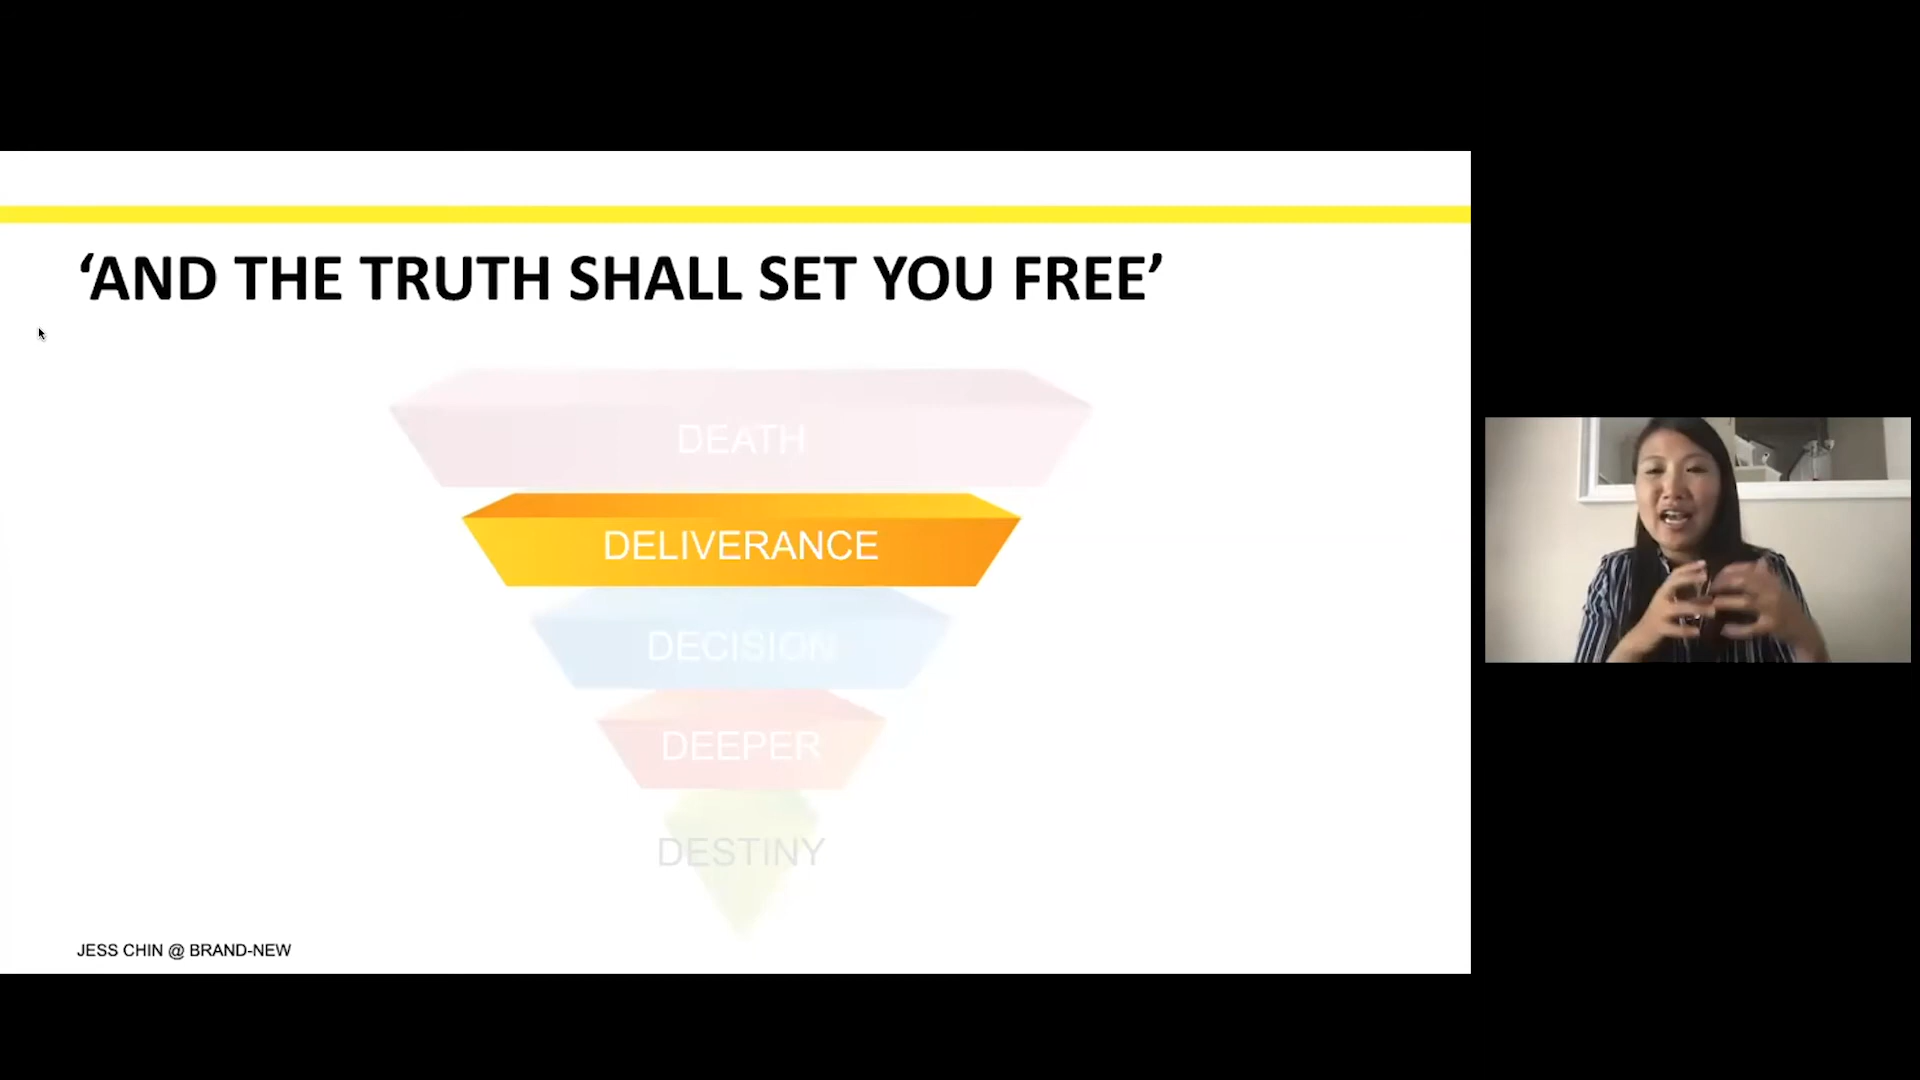 ‘AND THE TRUTH SHALL SET YOU FREE’
DEATH
DELIVERANCE
DECISION
DEEPER
DESTINY
JESS CHIN @ BRAND-NEW